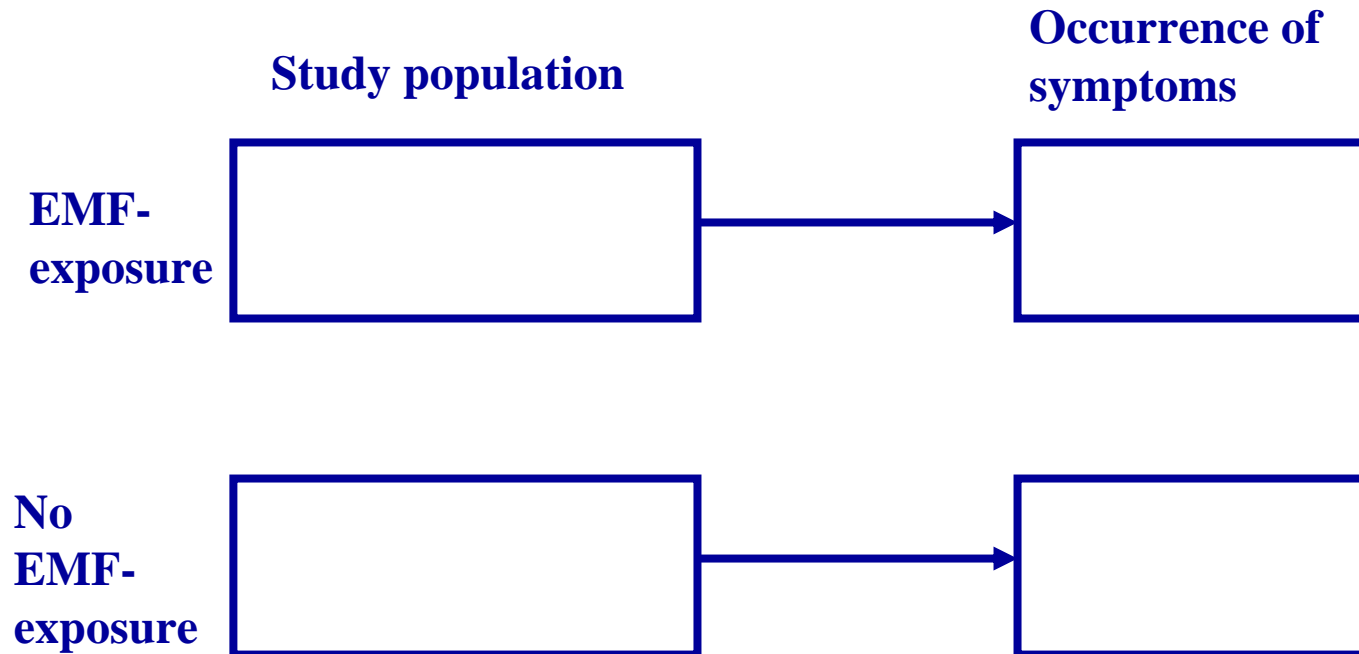 Study population
Occurrence of
symptoms
EMF-
exposure
No
EMF-
exposure